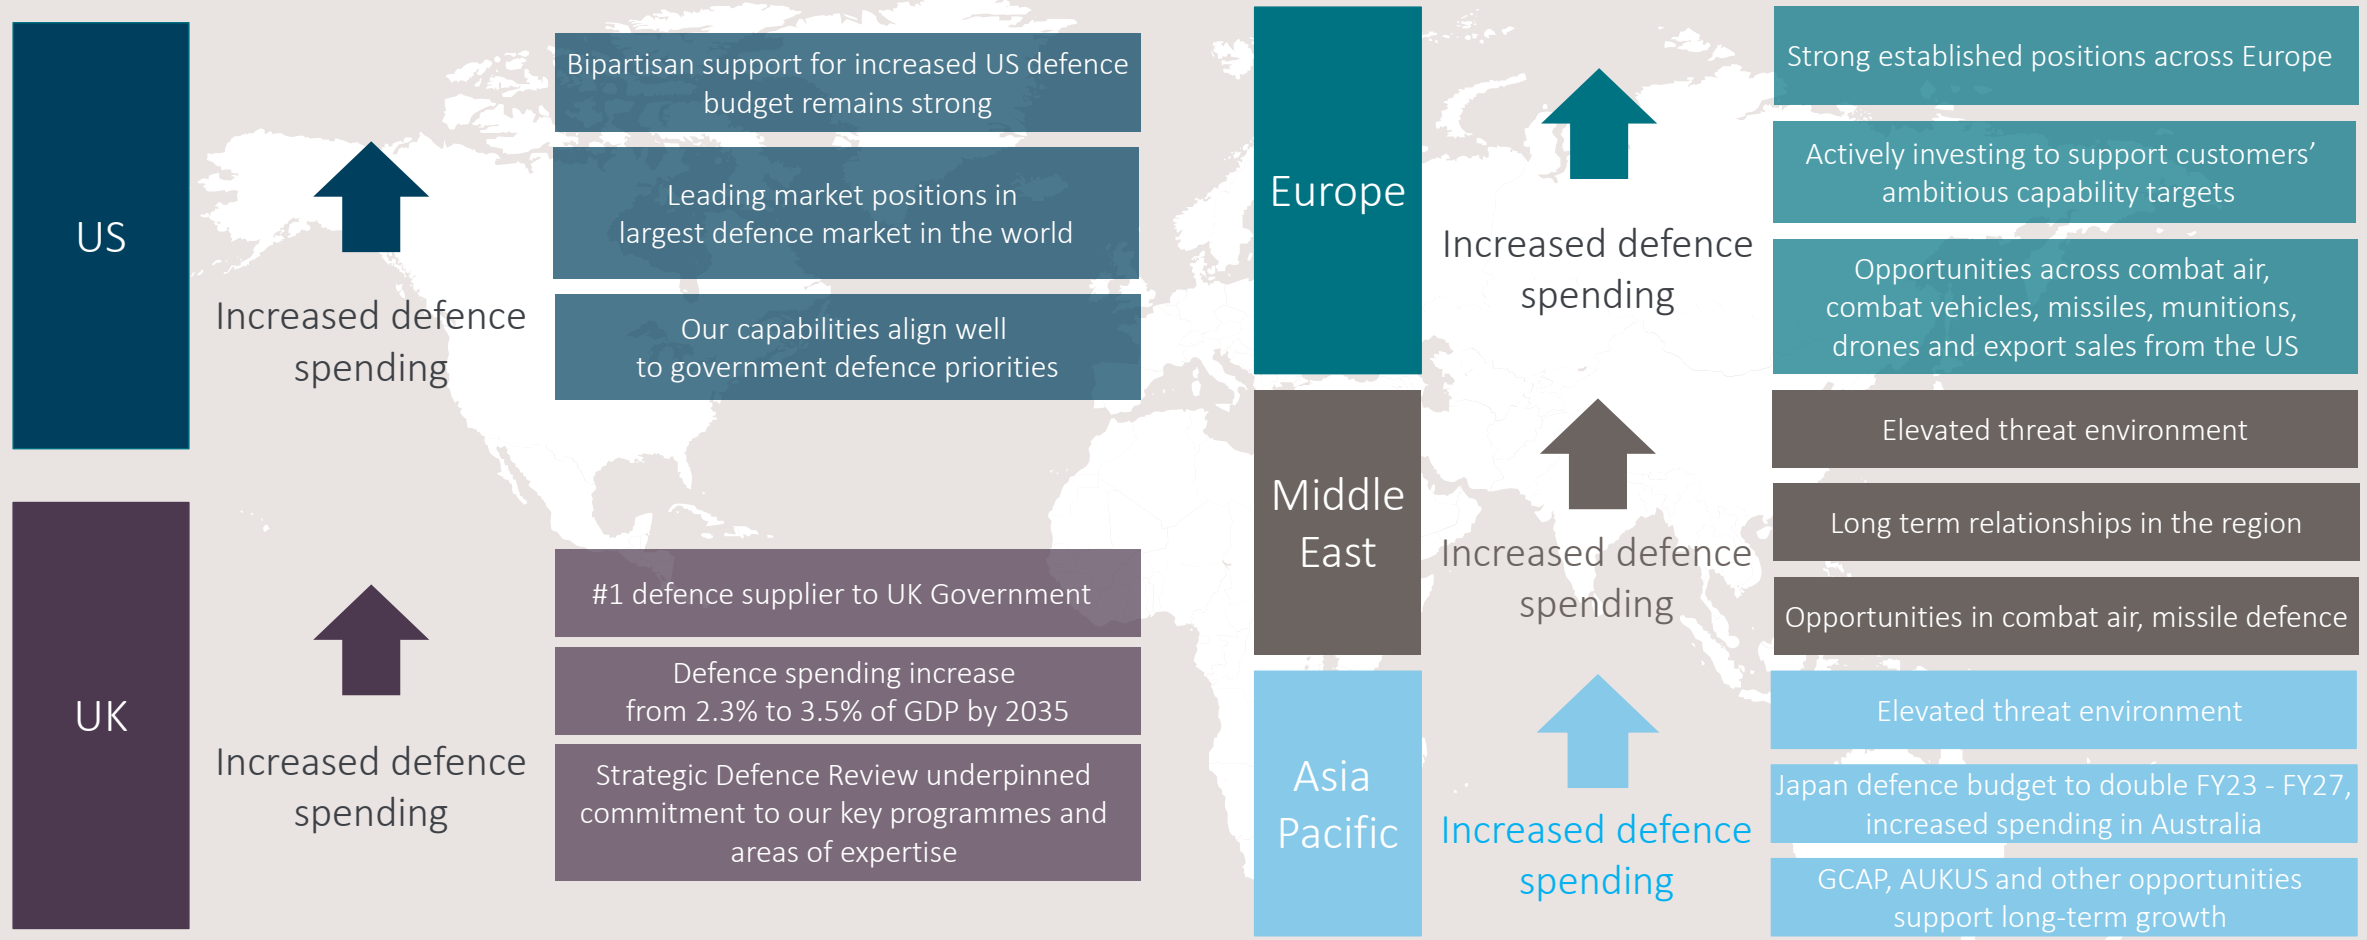 US
Increased defence
spending
Bipartisan support for increased US defence
budget remains strong
Leading market positions in
largest defence market in the world
Our capabilities align well
to government defence priorities
UK
Increased defence
spending
#1 defence supplier to UK Government
Defence spending increase
from 2.3% to 3.5% of GDP by 2035
Strategic Defence Review underpinned
commitment to our key programmes and
areas of expertise
Europe
Increased defence
spending
Strong established positions across Europe
Actively investing to support customers’
ambitious capability targets
Opportunities across combat air,
combat vehicles, missiles, munitions,
drones and export sales from the US
Middle
East
Increased defence
spending
Elevated threat environment
Long term relationships in the region
Opportunities in combat air, missile defence
Asia
Pacific
Increased defence
spending
Elevated threat environment
Japan defence budget to double FY23 - FY27,
increased spending in Australia
GCAP, AUKUS and other opportunities
support long-term growth